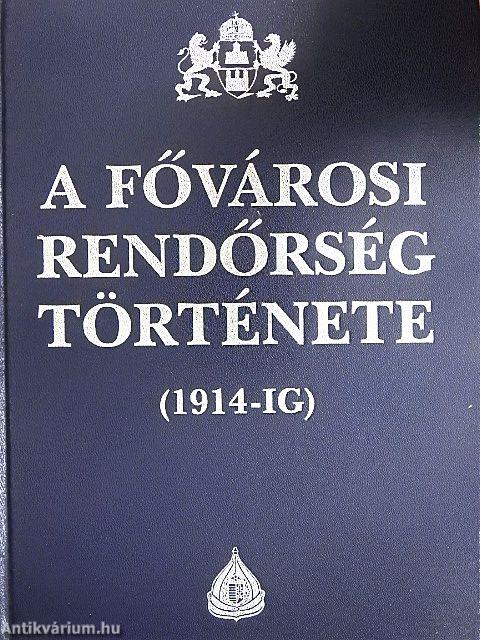 A FŐVÁROSI
RENDŐRSÉG
TÖRTÉNETE
(1914-IG)
Antikvárium.hu